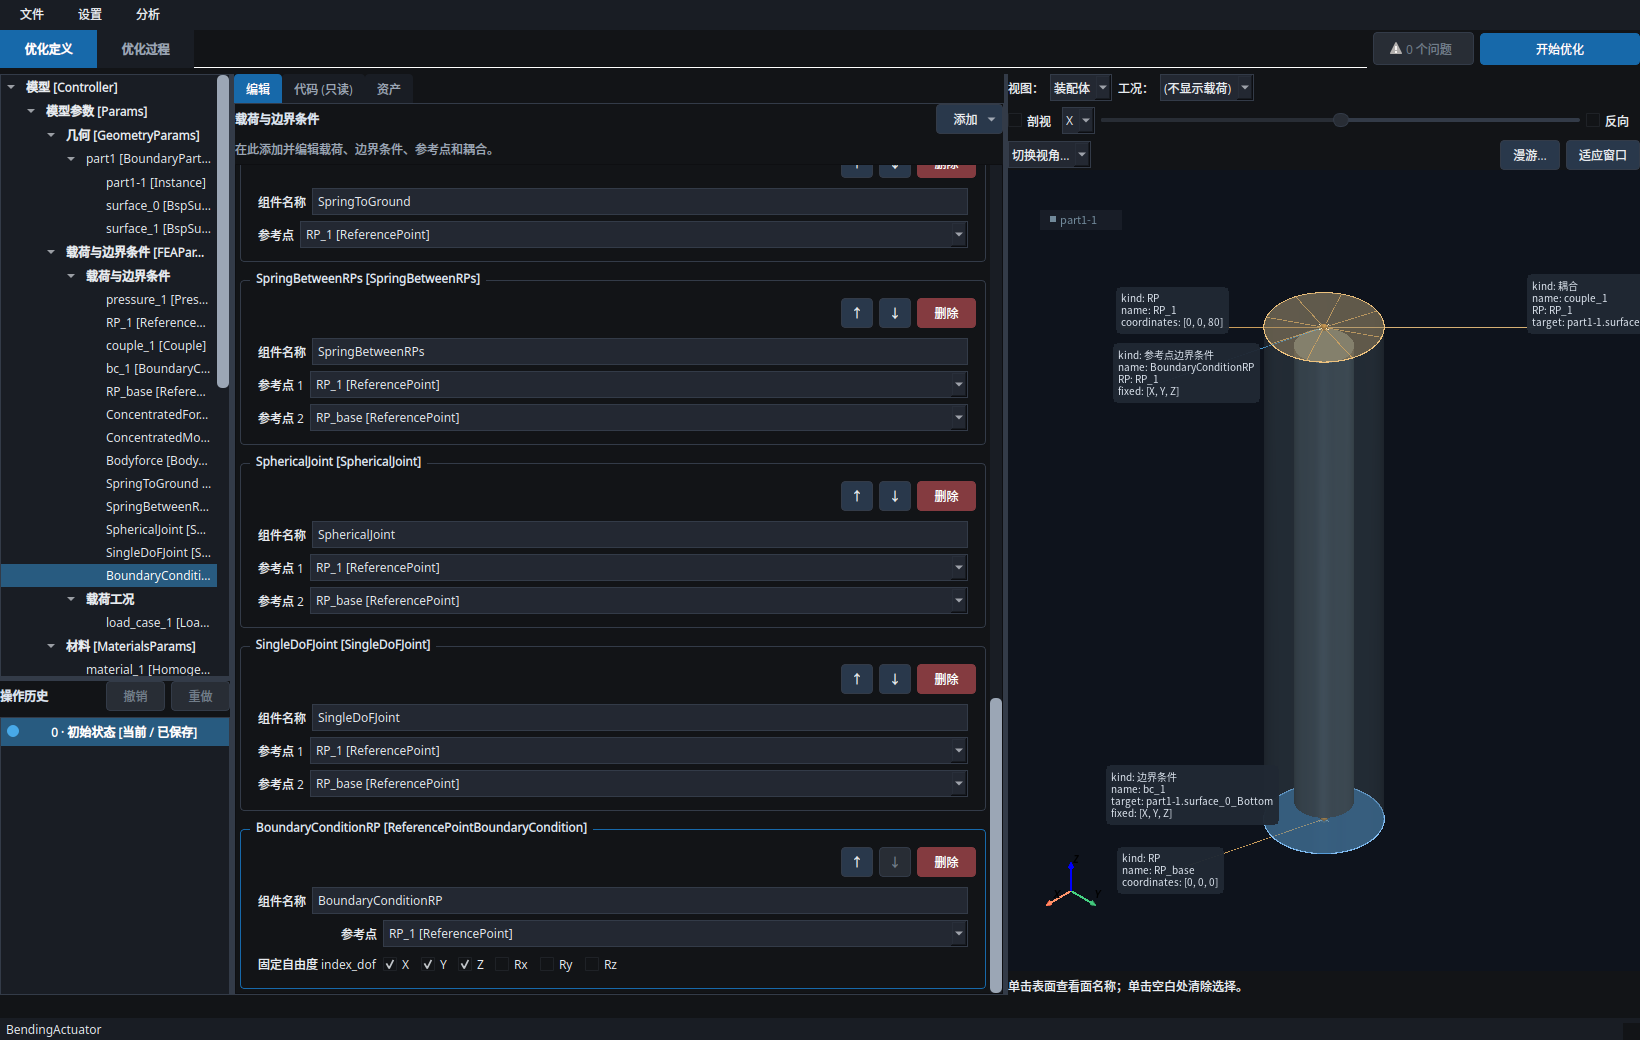 文件 设置 分析
优化定义 优化过程 0 个问题 开始优化
模型 [Controller]
模型参数 [Params]
几何 [GeometryParams]
part1 [BoundaryPart...
part1-1 [Instance]
surface_0 [BspSu...
surface_1 [BspSu...
载荷与边界条件 [FEAPar...
载荷与边界条件
pressure_1 [Pres...
RP_1 [Reference...
couple_1 [Couple]
bc_1 [BoundaryC...
RP_base [Refere...
ConcentratedFor...
ConcentratedMo...
Bodyforce [Body...
SpringToGround ...
SpringBetweenR...
SphericalJoint [S...
SingleDoFJoint [S...
BoundaryConditi...
载荷工况
load_case_1 [Loa...
材料 [MaterialsParams]
material_1 [Homoge...
操作历史 撤销 重做
0 · 初始状态 [当前 / 已保存]
编辑 代码 (只读) 资产
载荷与边界条件 添加
在此添加并编辑载荷、边界条件、参考点和耦合。
↑ ↓ 删除
组件名称 SpringToGround
参考点 RP_1 [ReferencePoint]
SpringBetweenRPs [SpringBetweenRPs]
↑ ↓ 删除
组件名称 SpringBetweenRPs
参考点 1 RP_1 [ReferencePoint]
参考点 2 RP_base [ReferencePoint]
SphericalJoint [SphericalJoint]
↑ ↓ 删除
组件名称 SphericalJoint
参考点 1 RP_1 [ReferencePoint]
参考点 2 RP_base [ReferencePoint]
SingleDoFJoint [SingleDoFJoint]
↑ ↓ 删除
组件名称 SingleDoFJoint
参考点 1 RP_1 [ReferencePoint]
参考点 2 RP_base [ReferencePoint]
BoundaryConditionRP [ReferencePointBoundaryCondition]
↑ ↓ 删除
组件名称 BoundaryConditionRP
参考点 RP_1 [ReferencePoint]
固定自由度 index_dof X Y Z Rx Ry Rz
视图: 装配体 工况: (不显示载荷)
剖视 X 反向
切换视角... 漫游... 适应窗口
part1-1
kind: RP
name: RP_1
coordinates: [0, 0, 80]
kind: 耦合
name: couple_1
RP: RP_1
target: part1-1.surface
kind: 参考点边界条件
name: BoundaryConditionRP
RP: RP_1
fixed: [X, Y, Z]
kind: 边界条件
name: bc_1
target: part1-1.surface_0_Bottom
fixed: [X, Y, Z]
kind: RP
name: RP_base
coordinates: [0, 0, 0]
Z
单击表面查看面名称；单击空白处清除选择。
BendingActuator